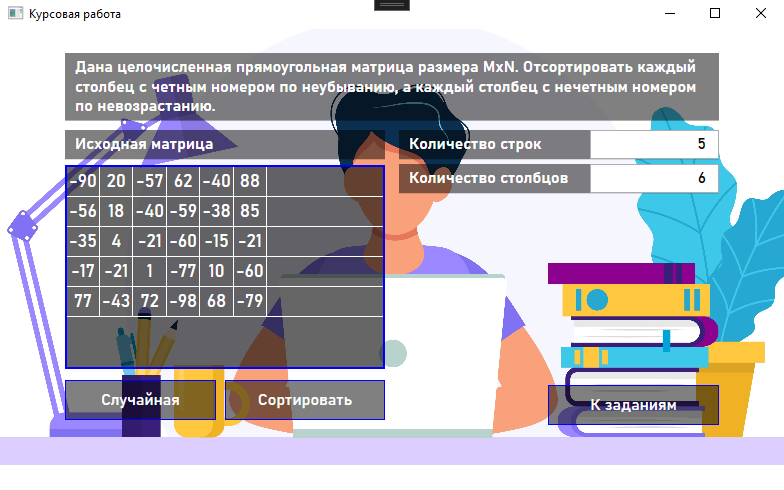 Курсовая работа
Дана целочисленная прямоугольная матрица размера MxN. Отсортировать каждый
столбец с четным номером по неубыванию, а каждый столбец с нечетным номером
по невозрастанию.
Исходная матрица
Количество строк 5
Количество столбцов 6
-90 20 -57 62 -40 88
-56 18 -40 -59 -38 85
-35 4 -21 -60 -15 -21
-17 -21 1 -77 10 -60
77 -43 72 -98 68 -79
Случайная
Сортировать
К заданиям